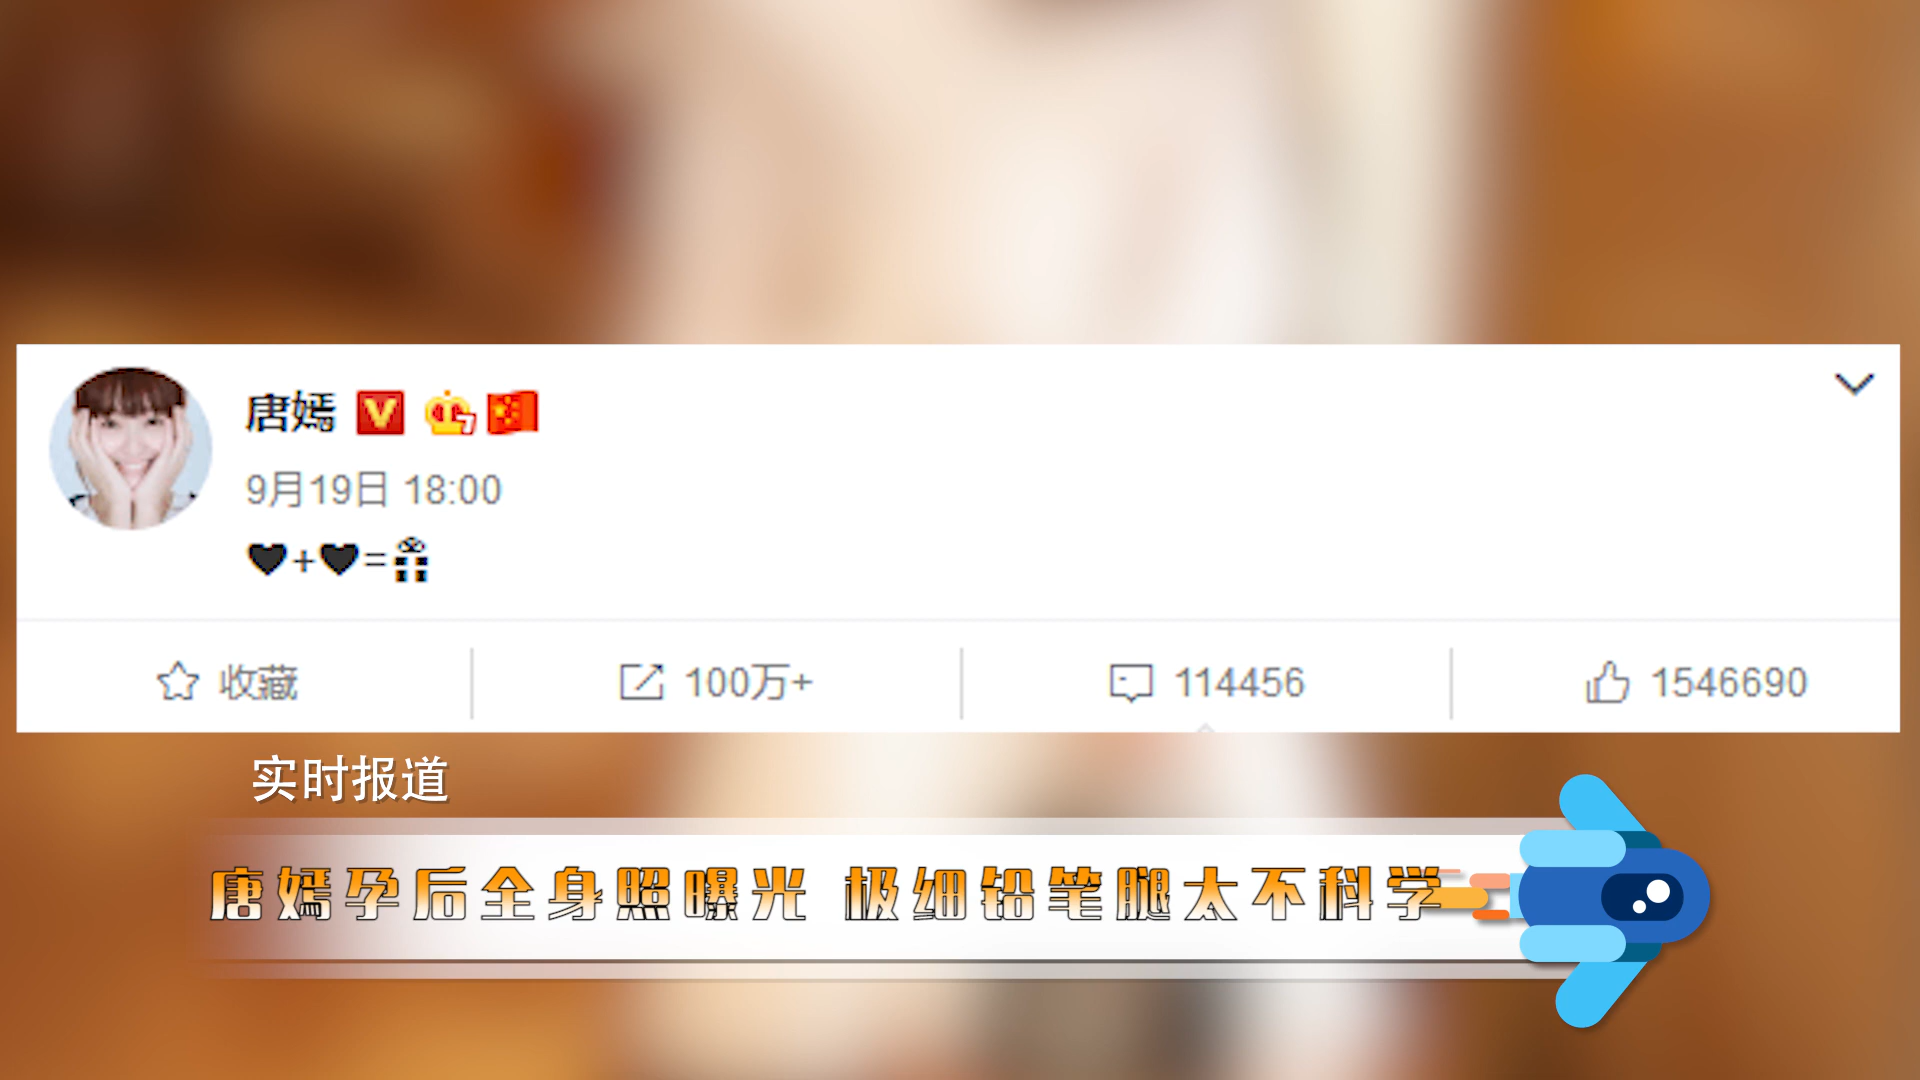 唐嫣
9月19日 18:00
♥+♥=🎁
收藏
100万+
114456
1546690
实时报道
唐嫣孕后全身照曝光 极细铅笔腿太不科学